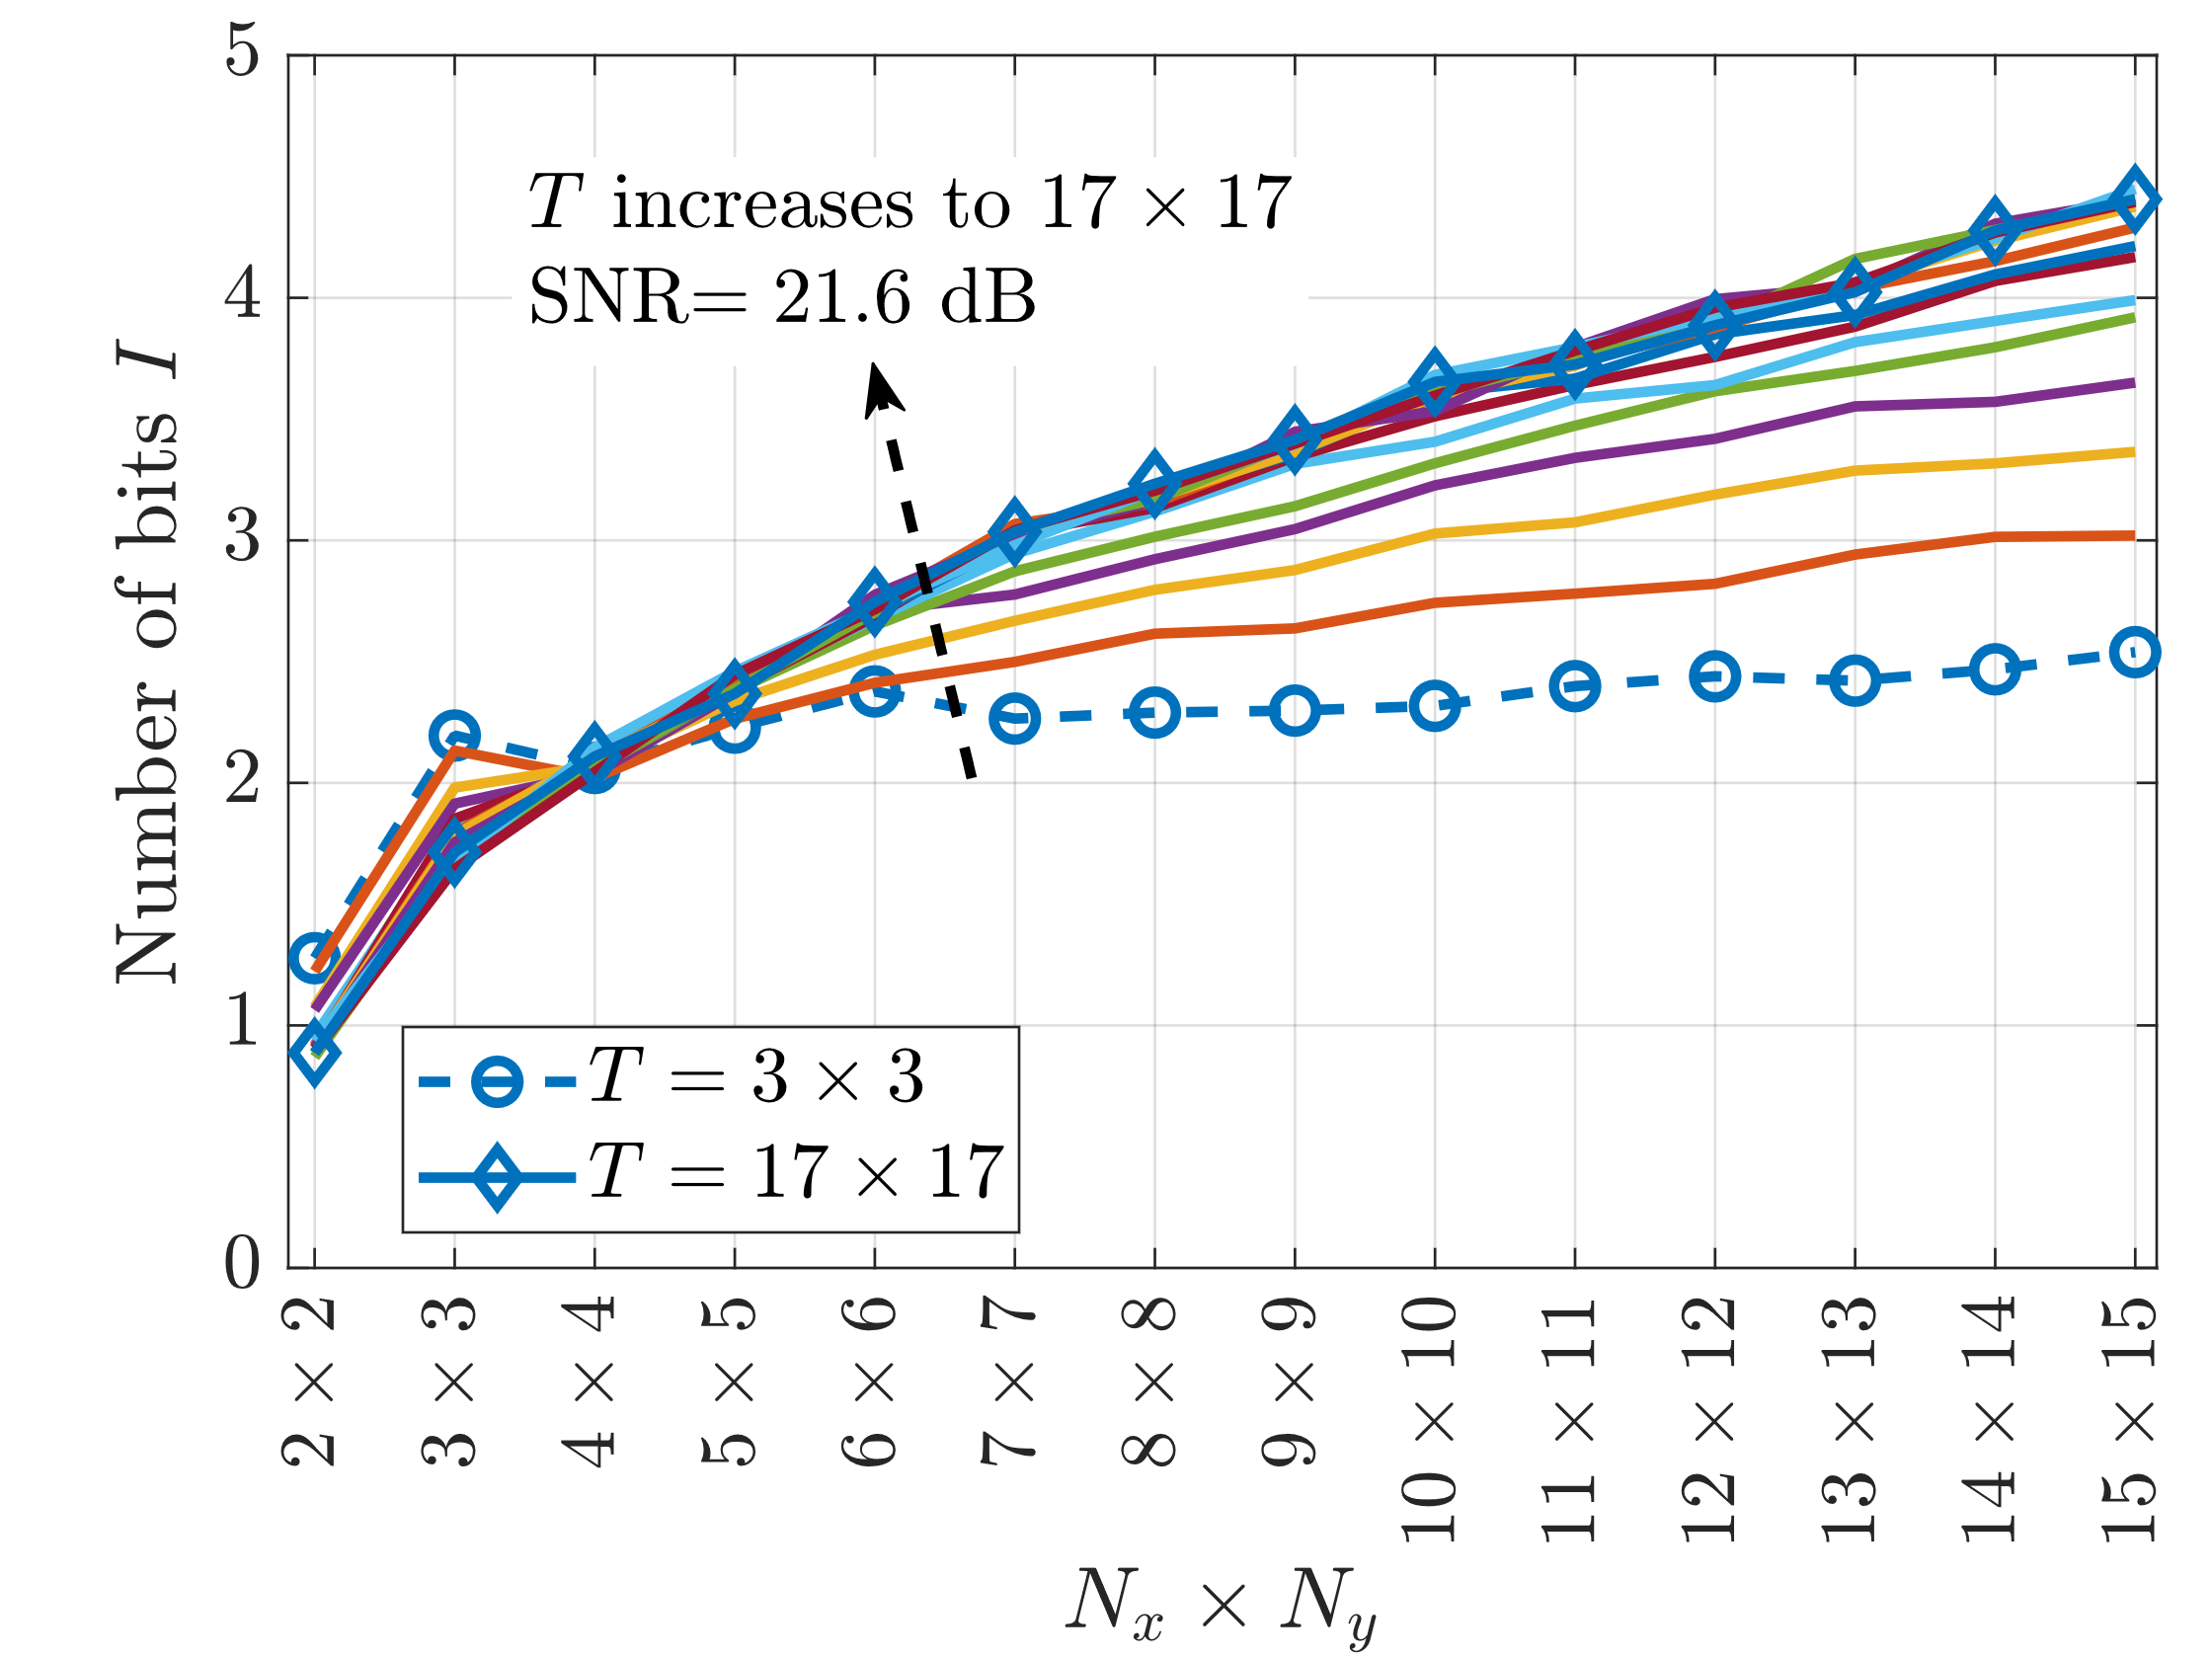 5
4
3
2
1
0
Number of bits I
T increases to 17 × 17
SNR= 21.6 dB
T = 3 × 3
T = 17 × 17
2 × 2
3 × 3
4 × 4
5 × 5
6 × 6
7 × 7
8 × 8
9 × 9
10 × 10
11 × 11
12 × 12
13 × 13
14 × 14
15 × 15
N_x × N_y